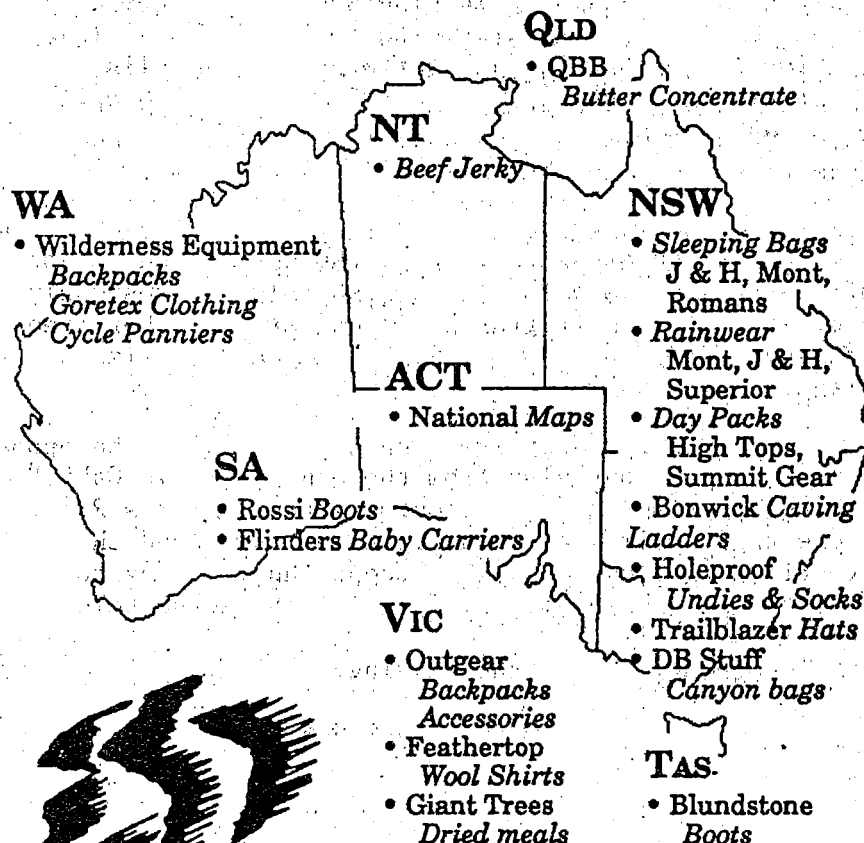 QLD
• QBB
Butter Concentrate
NT
• Beef Jerky
WA
• Wilderness Equipment
Backpacks
Goretex Clothing
Cycle Panniers
NSW
• Sleeping Bags
J & H, Mont,
Romans
• Rainwear
Mont, J & H,
Superior
• Day Packs
High Tops,
Summit Gear
• Bonwick Caving
Ladders
• Holeproof
Undies & Socks
• Trailblazer Hats
• DB Stuff
Canyon bags
ACT
• National Maps
SA
• Rossi Boots
• Flinders Baby Carriers
VIC
• Outgear
Backpacks
Accessories
• Feathertop
Wool Shirts
• Giant Trees
Dried meals
TAS.
• Blundstone
Boots